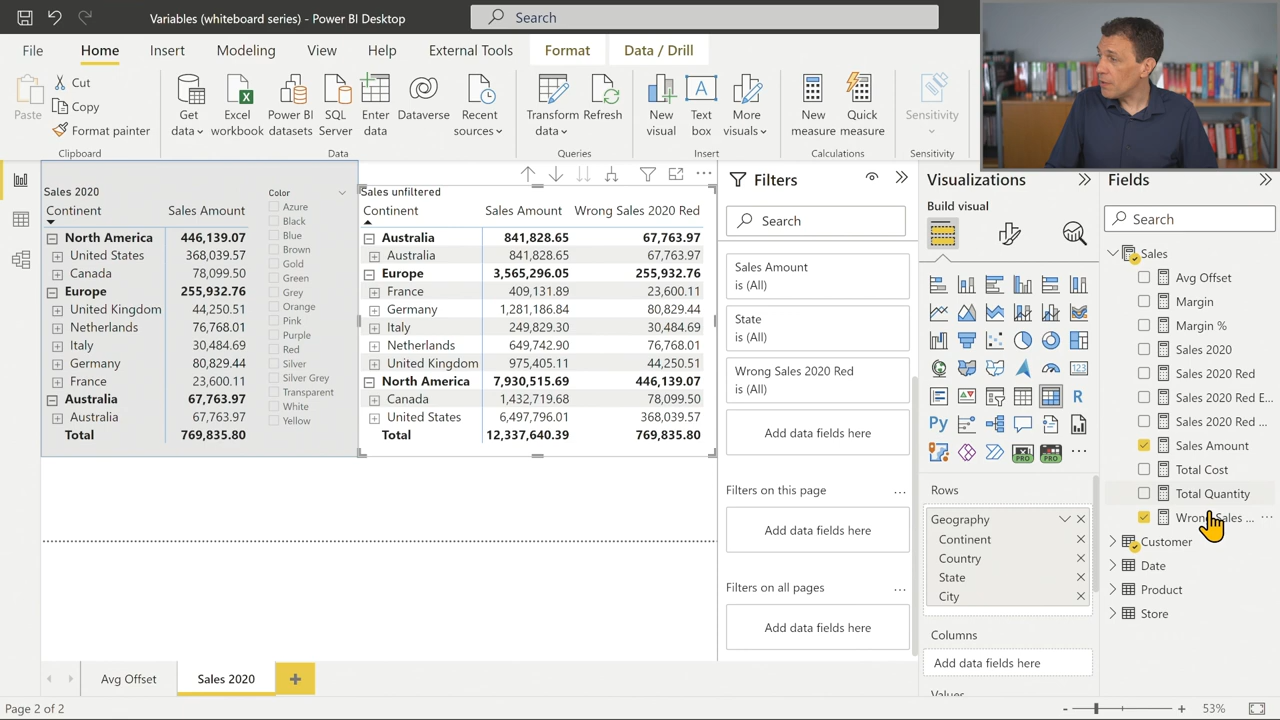 Variables (whiteboard series) - Power BI Desktop
Search
File
Home
Insert
Modeling
View
Help
External Tools
Format
Data / Drill
Paste
Cut
Copy
Format painter
Clipboard
Get data
Excel workbook
Power BI datasets
SQL Server
Enter data
Dataverse
Recent sources
Data
Transform data
Refresh
Queries
New visual
Text box
More visuals
Insert
New measure
Quick measure
Calculations
Sensitivity
Sensitivity
Sales 2020
Continent Sales Amount
North America 446,139.07
United States 368,039.57
Canada 78,099.50
Europe 255,932.76
United Kingdom 44,250.51
Netherlands 76,768.01
Italy 30,484.69
Germany 80,829.44
France 23,600.11
Australia 67,763.97
Australia 67,763.97
Total 769,835.80
Color
Azure
Black
Blue
Brown
Gold
Green
Grey
Orange
Pink
Purple
Red
Silver
Silver Grey
Transparent
White
Yellow
Sales unfiltered
Continent Sales Amount Wrong Sales 2020 Red
Australia 841,828.65 67,763.97
Australia 841,828.65 67,763.97
Europe 3,565,296.05 255,932.76
France 409,131.89 23,600.11
Germany 1,281,186.84 80,829.44
Italy 249,829.30 30,484.69
Netherlands 649,742.90 76,768.01
United Kingdom 975,405.11 44,250.51
North America 7,930,515.69 446,139.07
Canada 1,432,719.68 78,099.50
United States 6,497,796.01 368,039.57
Total 12,337,640.39 769,835.80
Filters
Search
Sales Amount
is (All)
State
is (All)
Wrong Sales 2020 Red
is (All)
Add data fields here
Filters on this page ...
Add data fields here
Filters on all pages ...
Add data fields here
Visualizations
Build visual
R
Py
123
PRO
PRO
Rows
Geography
Continent
Country
State
City
Columns
Add data fields here
Values
Fields
Search
Sales
Avg Offset
Margin
Margin %
Sales 2020
Sales 2020 Red
Sales 2020 Red E...
Sales 2020 Red ...
Sales Amount
Total Cost
Total Quantity
Wrong Sales ...
Customer
Date
Product
Store
Avg Offset
Sales 2020
Page 2 of 2
53%